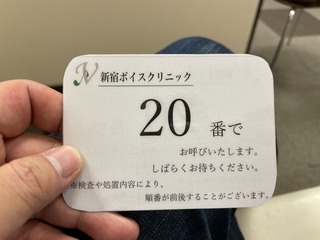 新宿ボイスクリニック
20 番で
お呼びいたします。
しばらくお待ちください。
※検査や処置内容により、
順番が前後することがございます。